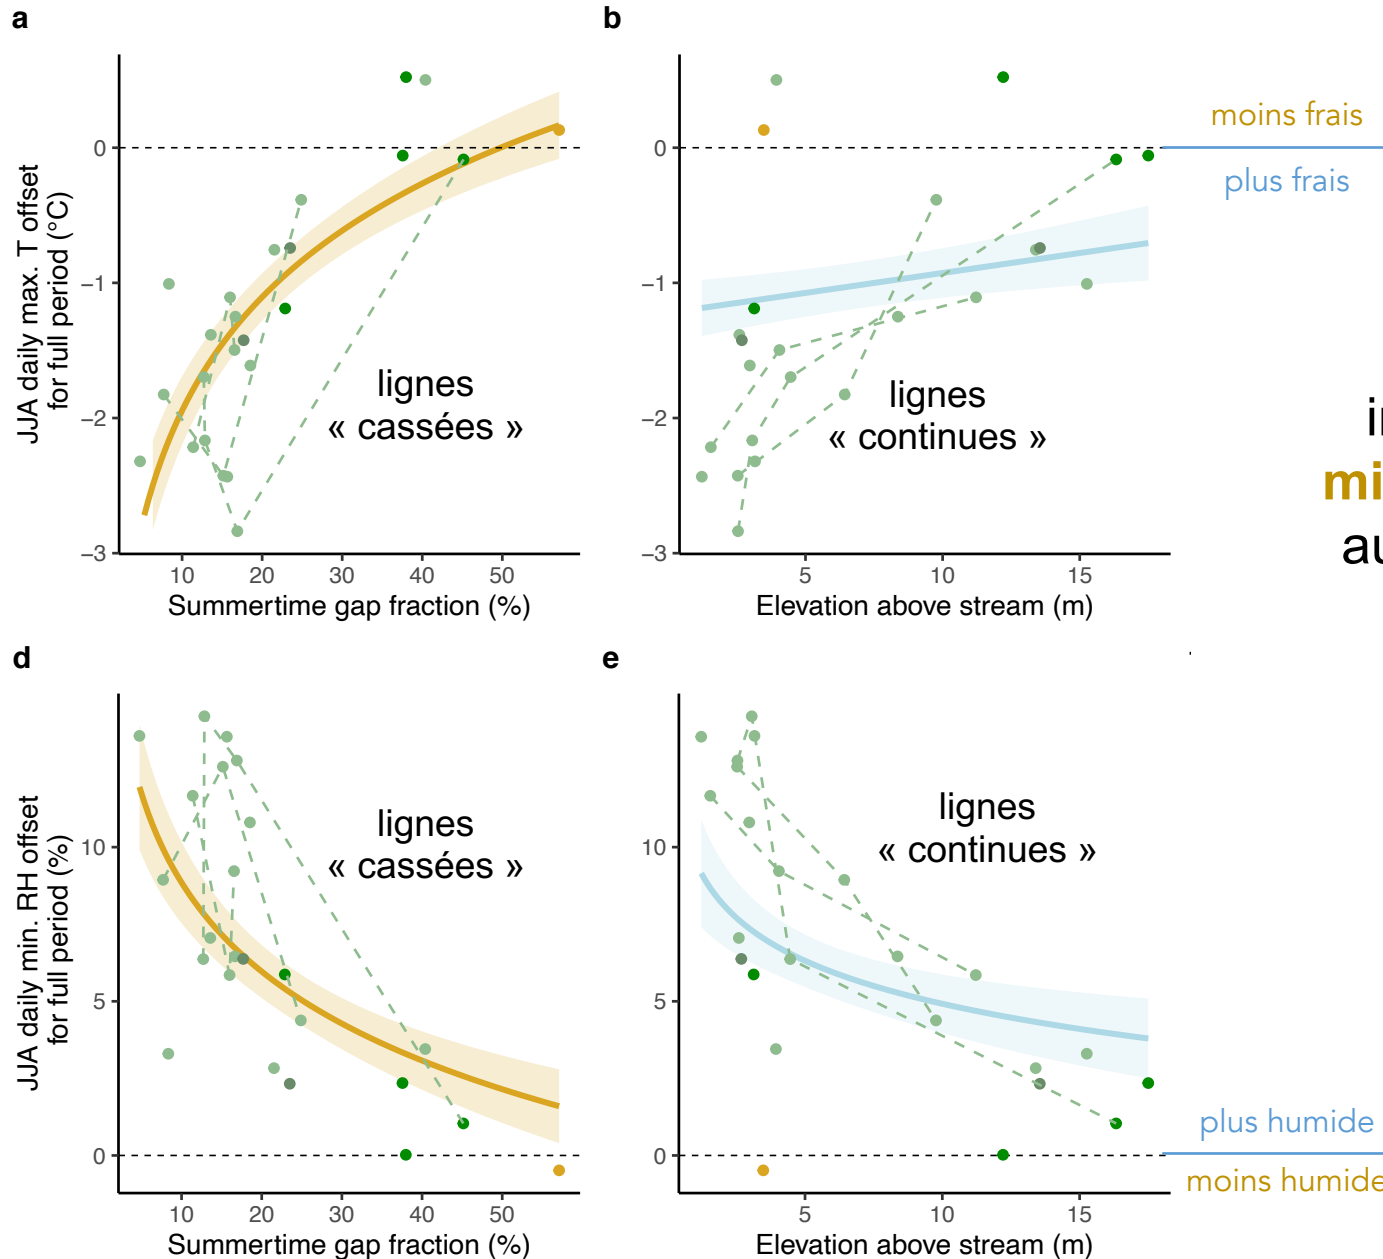 a
b
0
−1
−2
−3
JJA daily max. T offset
for full period (°C)
lignes
« cassées »
10
20
30
40
50
Summertime gap fraction (%)
0
−1
−2
−3
lignes
« continues »
5
10
15
Elevation above stream (m)
moins frais
plus frais
d
e
10
5
0
JJA daily min. RH offset
for full period (%)
lignes
« cassées »
10
20
30
40
50
Summertime gap fraction (%)
10
5
0
lignes
« continues »
5
10
15
Elevation above stream (m)
plus humide
moins humide